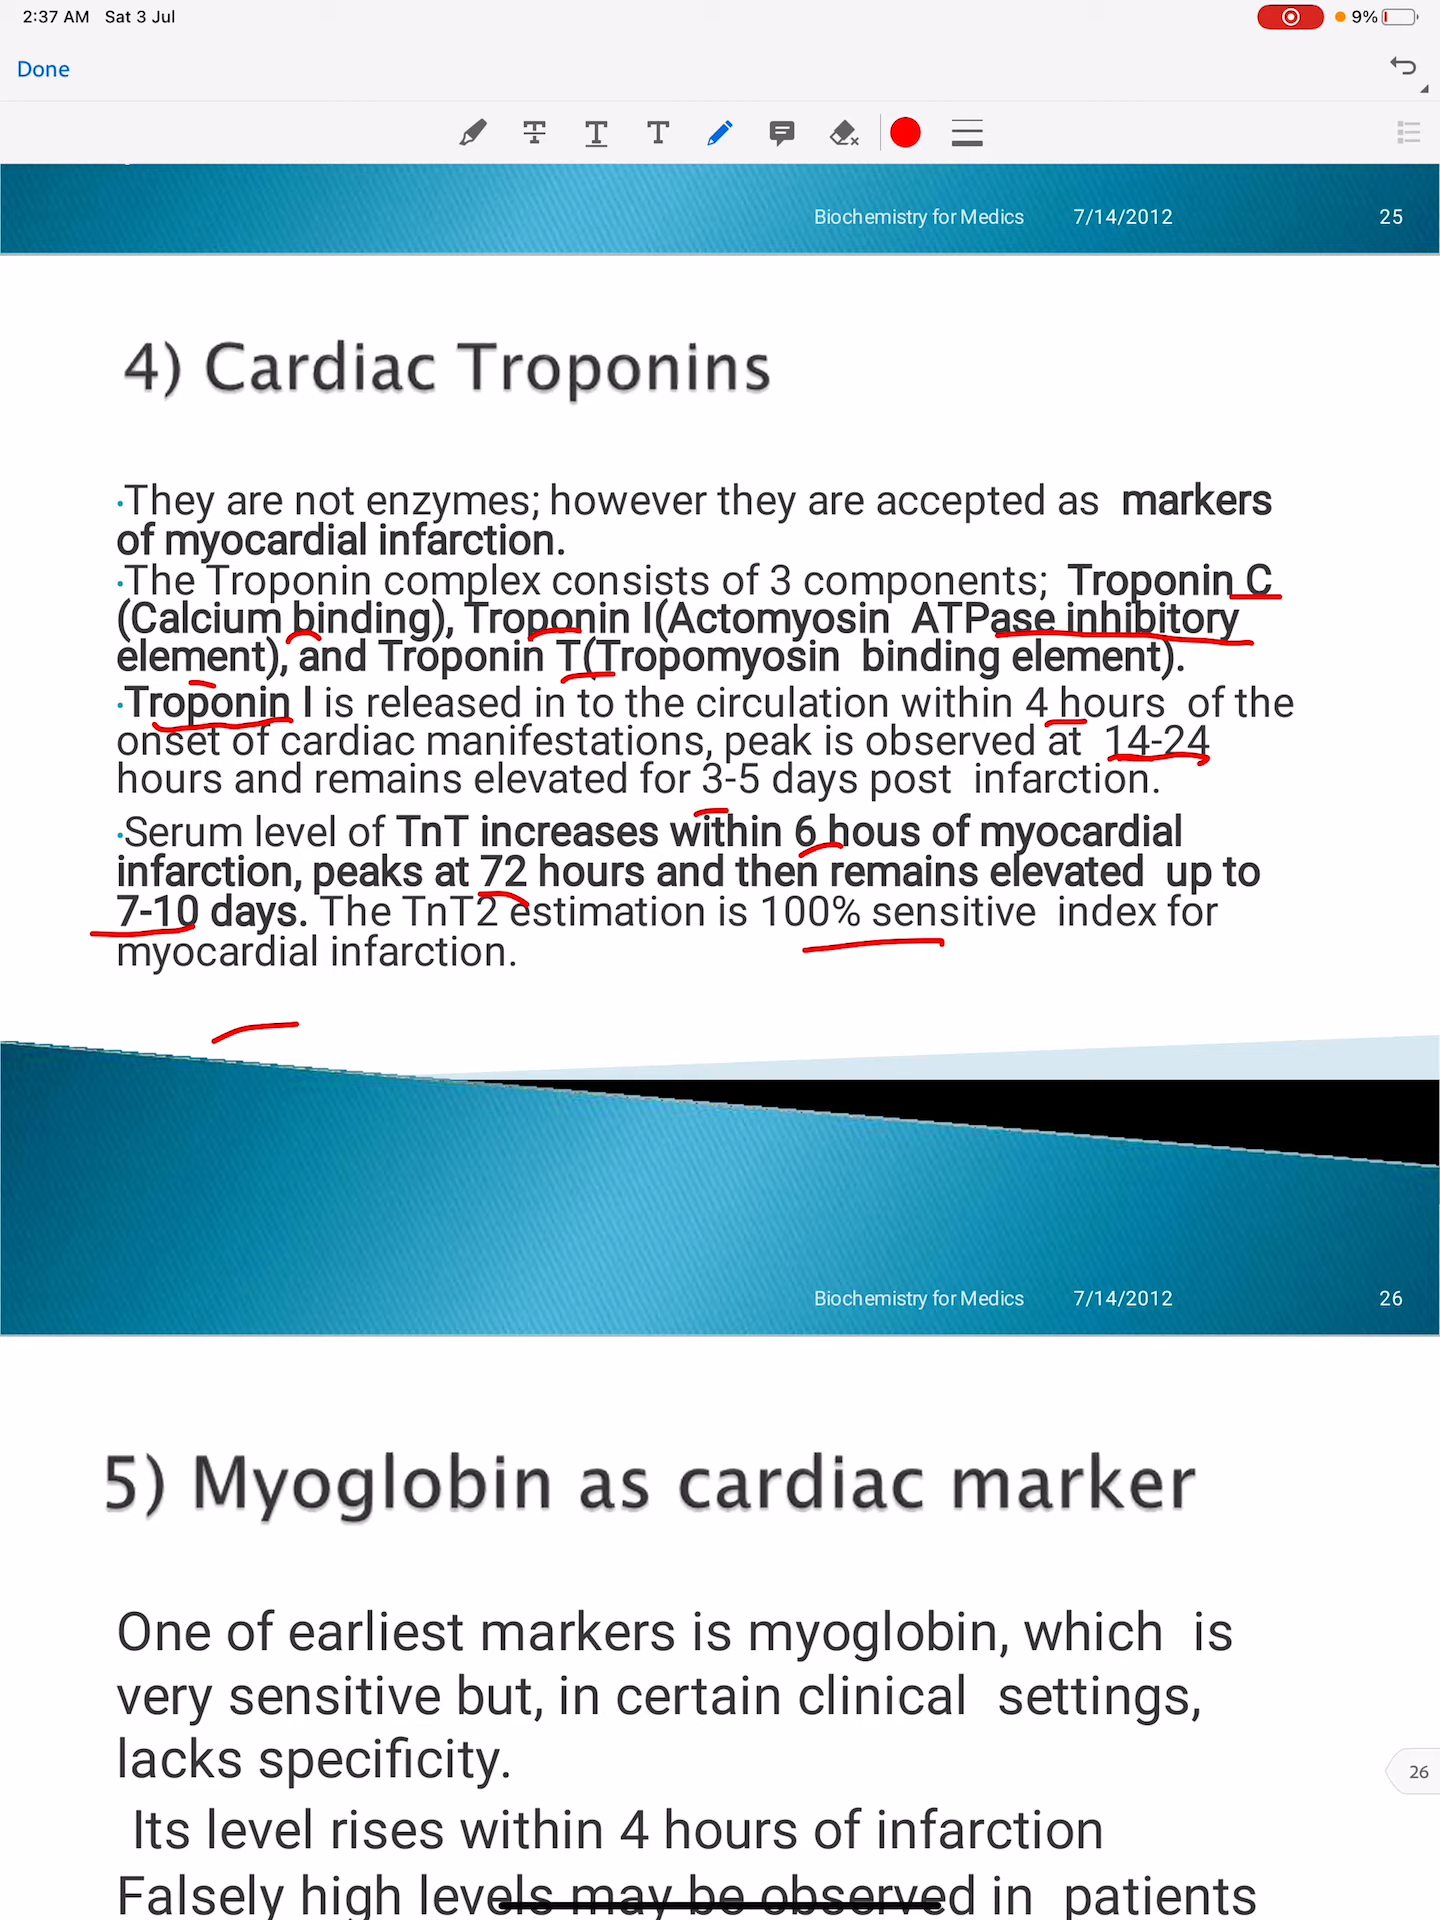 2:37 AM Sat 3 Jul 9%
Done
T T T
Biochemistry for Medics 7/14/2012 25
4) Cardiac Troponins
•They are not enzymes; however they are accepted as markers
of myocardial infarction.
•The Troponin complex consists of 3 components; Troponin C
(Calcium binding), Troponin I(Actomyosin ATPase inhibitory
element), and Troponin T(Tropomyosin binding element).
•Troponin I is released in to the circulation within 4 hours of the
onset of cardiac manifestations, peak is observed at 14-24
hours and remains elevated for 3-5 days post infarction.
•Serum level of TnT increases within 6 hous of myocardial
infarction, peaks at 72 hours and then remains elevated up to
7-10 days. The TnT2 estimation is 100% sensitive index for
myocardial infarction.
Biochemistry for Medics 7/14/2012 26
5) Myoglobin as cardiac marker
One of earliest markers is myoglobin, which is
very sensitive but, in certain clinical settings,
lacks specificity.
26
Its level rises within 4 hours of infarction
Falsely high levels may be observed in patients